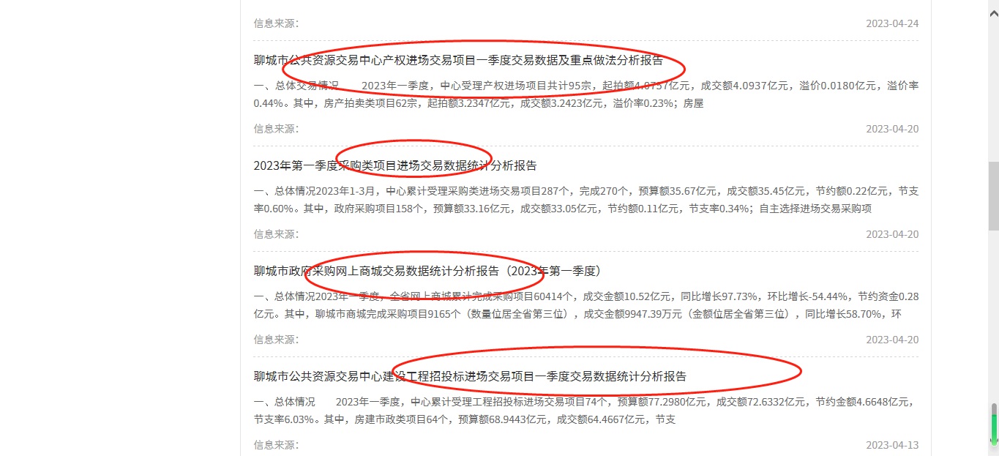 信息来源：
2023-04-24
聊城市公共资源交易中心产权进场交易项目一季度交易数据及重点做法分析报告
一、总体交易情况　　2023年一季度，中心受理产权进场项目共计95宗，起拍额4.0757亿元，成交额4.0937亿元，溢价0.0180亿元，溢价率
0.44%。其中，房产拍卖类项目62宗，起拍额3.2347亿元，成交额3.2423亿元，溢价率0.23%；房屋
信息来源：
2023-04-20
2023年第一季度采购类项目进场交易数据统计分析报告
一、总体情况2023年1-3月，中心累计受理采购类进场交易项目287个，完成270个，预算额35.67亿元，成交额35.45亿元，节约额0.22亿元，节支
率0.60%。其中，政府采购项目158个，预算额33.16亿元，成交额33.05亿元，节约额0.11亿元，节支率0.34%；自主选择进场交易采购项
信息来源：
2023-04-20
聊城市政府采购网上商城交易数据统计分析报告（2023年第一季度）
一、总体情况2023年一季度，全省网上商城累计完成采购项目60414个，成交金额10.52亿元，同比增长97.73%，环比增长-54.44%，节约资金0.28
亿元。其中，聊城市商城完成采购项目9165个（数量位居全省第三位），成交金额9947.39万元（金额位居全省第三位），同比增长58.70%，环
信息来源：
2023-04-20
聊城市公共资源交易中心建设工程招投标进场交易项目一季度交易数据统计分析报告
一、总体情况　　2023年一季度，中心累计受理工程招投标进场交易项目74个，预算额77.2980亿元，成交额72.6332亿元，节约金额4.6648亿元，
节支率6.03%。其中，房建市政类项目64个，预算额68.9443亿元，成交额64.4667亿元，节支
信息来源：
2023-04-13